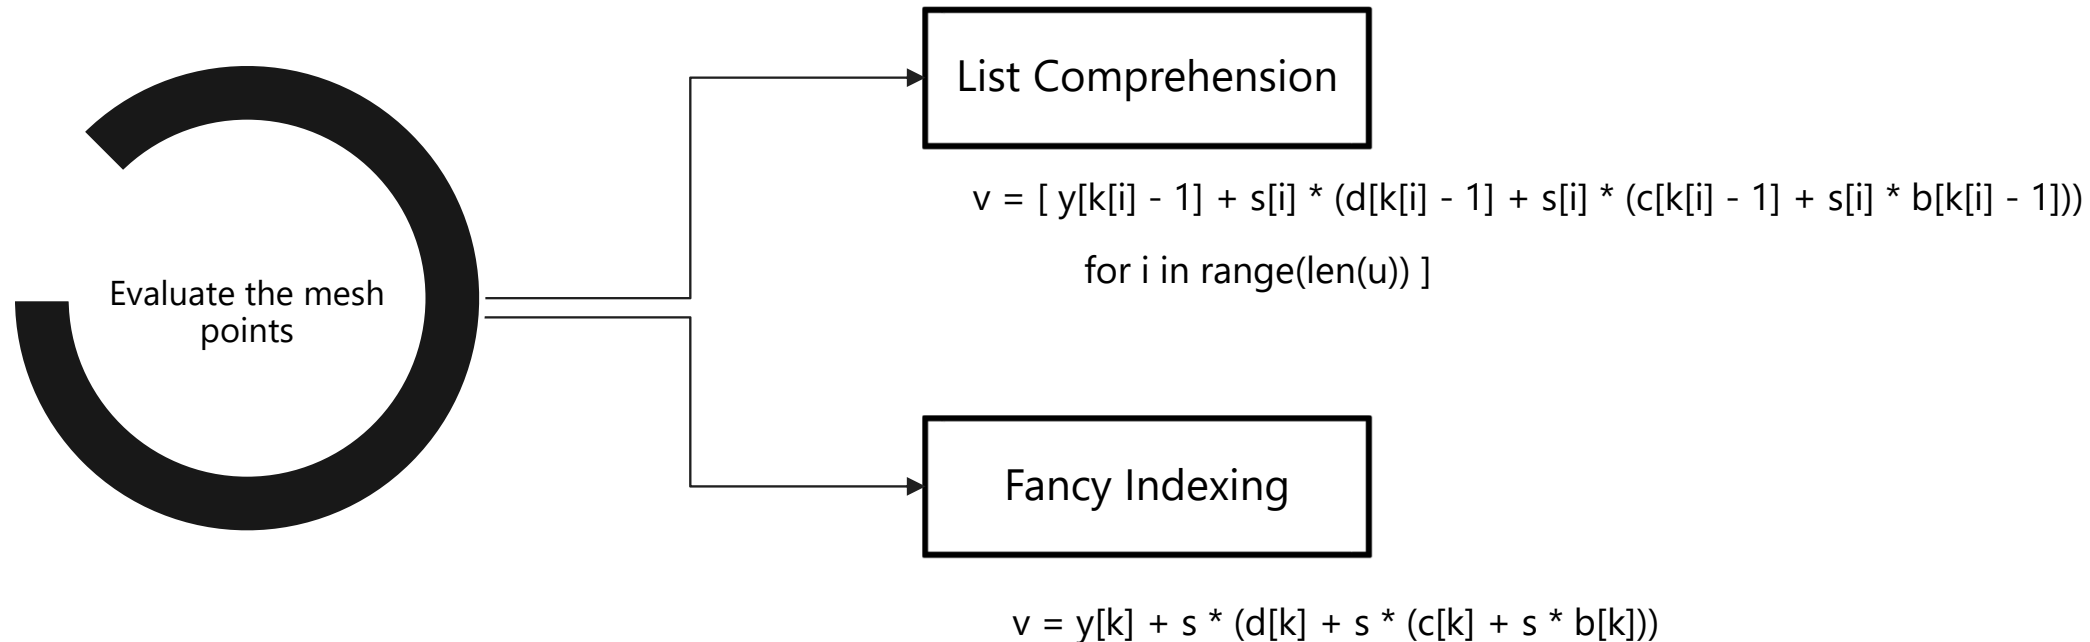 Evaluate the mesh
points
List Comprehension
v = [ y[k[i] - 1] + s[i] * (d[k[i] - 1] + s[i] * (c[k[i] - 1] + s[i] * b[k[i] - 1]))
for i in range(len(u)) ]
Fancy Indexing
v = y[k] + s * (d[k] + s * (c[k] + s * b[k]))